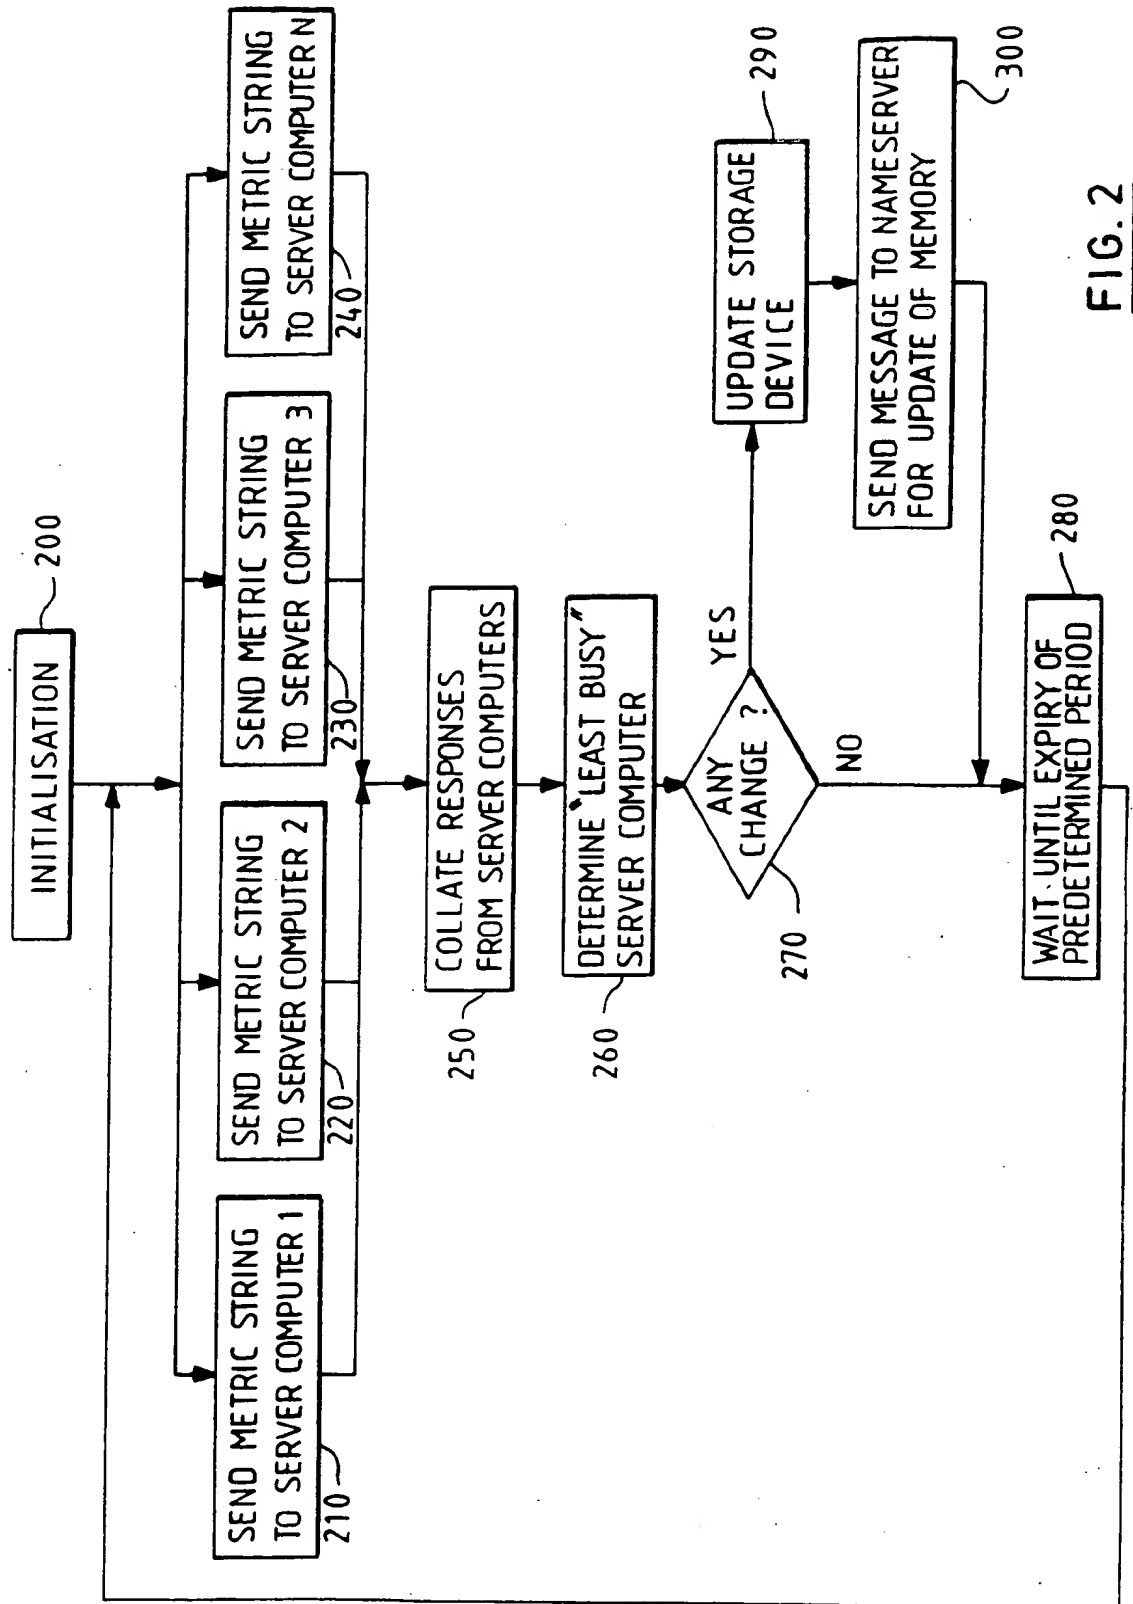 INITIALISATION
200
SEND METRIC STRING
TO SERVER COMPUTER 1
210
SEND METRIC STRING
TO SERVER COMPUTER 2
220
SEND METRIC STRING
TO SERVER COMPUTER 3
230
SEND METRIC STRING
TO SERVER COMPUTER N
240
COLLATE RESPONSES
FROM SERVER COMPUTERS
250
DETERMINE "LEAST BUSY"
SERVER COMPUTER
260
ANY
CHANGE ?
270
YES
NO
UPDATE STORAGE
DEVICE
290
SEND MESSAGE TO NAMESERVER
FOR UPDATE OF MEMORY
300
WAIT UNTIL EXPIRY OF
PREDETERMINED PERIOD
280
FIG. 2